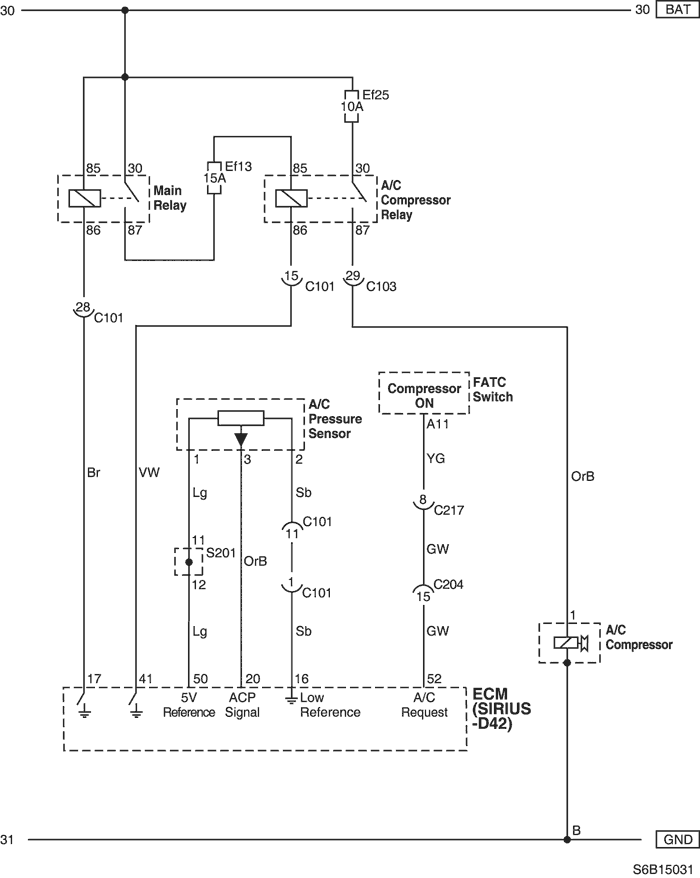 30
30 BAT
Ef25
10A
85
30
Ef13
15A
85
30
Main
Relay
A/C
Compressor
Relay
86
87
86
87
15
C101
29
C103
28
C101
A/C
Pressure
Sensor
Compressor
ON
FATC
Switch
A11
1
3
2
Br
VW
Lg
Sb
YG
OrB
8
C217
C101
11
11
S201
OrB
GW
12
1
C101
C204
15
Lg
Sb
GW
1
A/C
Compressor
17
41
50
20
16
52
5V
Reference
ACP
Signal
Low
Reference
A/C
Request
ECM
(SIRIUS
-D42)
B
31
GND
S6B15031